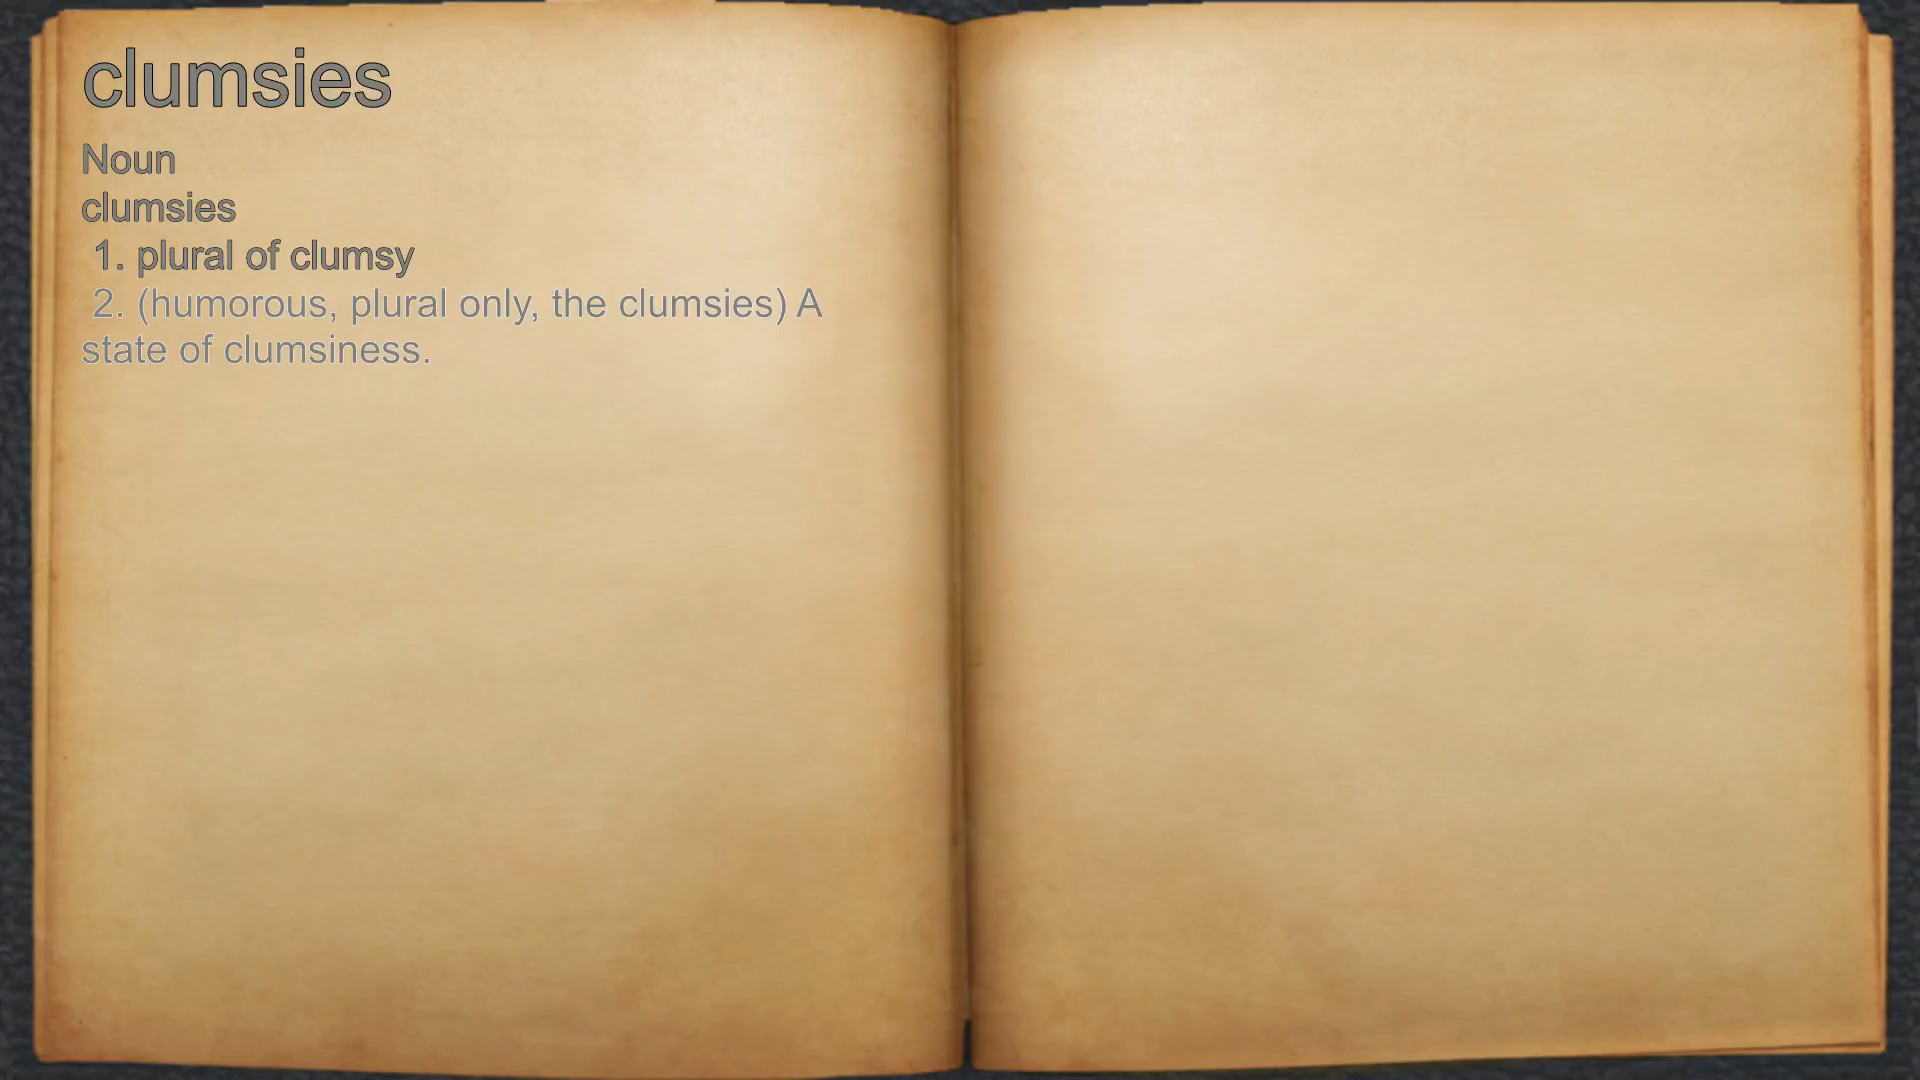 clumsies
Noun
clumsies
1. plural of clumsy
2. (humorous, plural only, the clumsies) A
state of clumsiness.